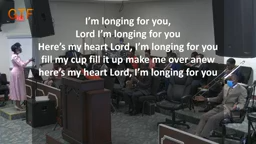 GTF
I'm longing for you,
Lord I'm longing for you
Here's my heart Lord, I'm longing for you
fill my cup fill it up make me over anew
here's my heart Lord, I'm longing for you